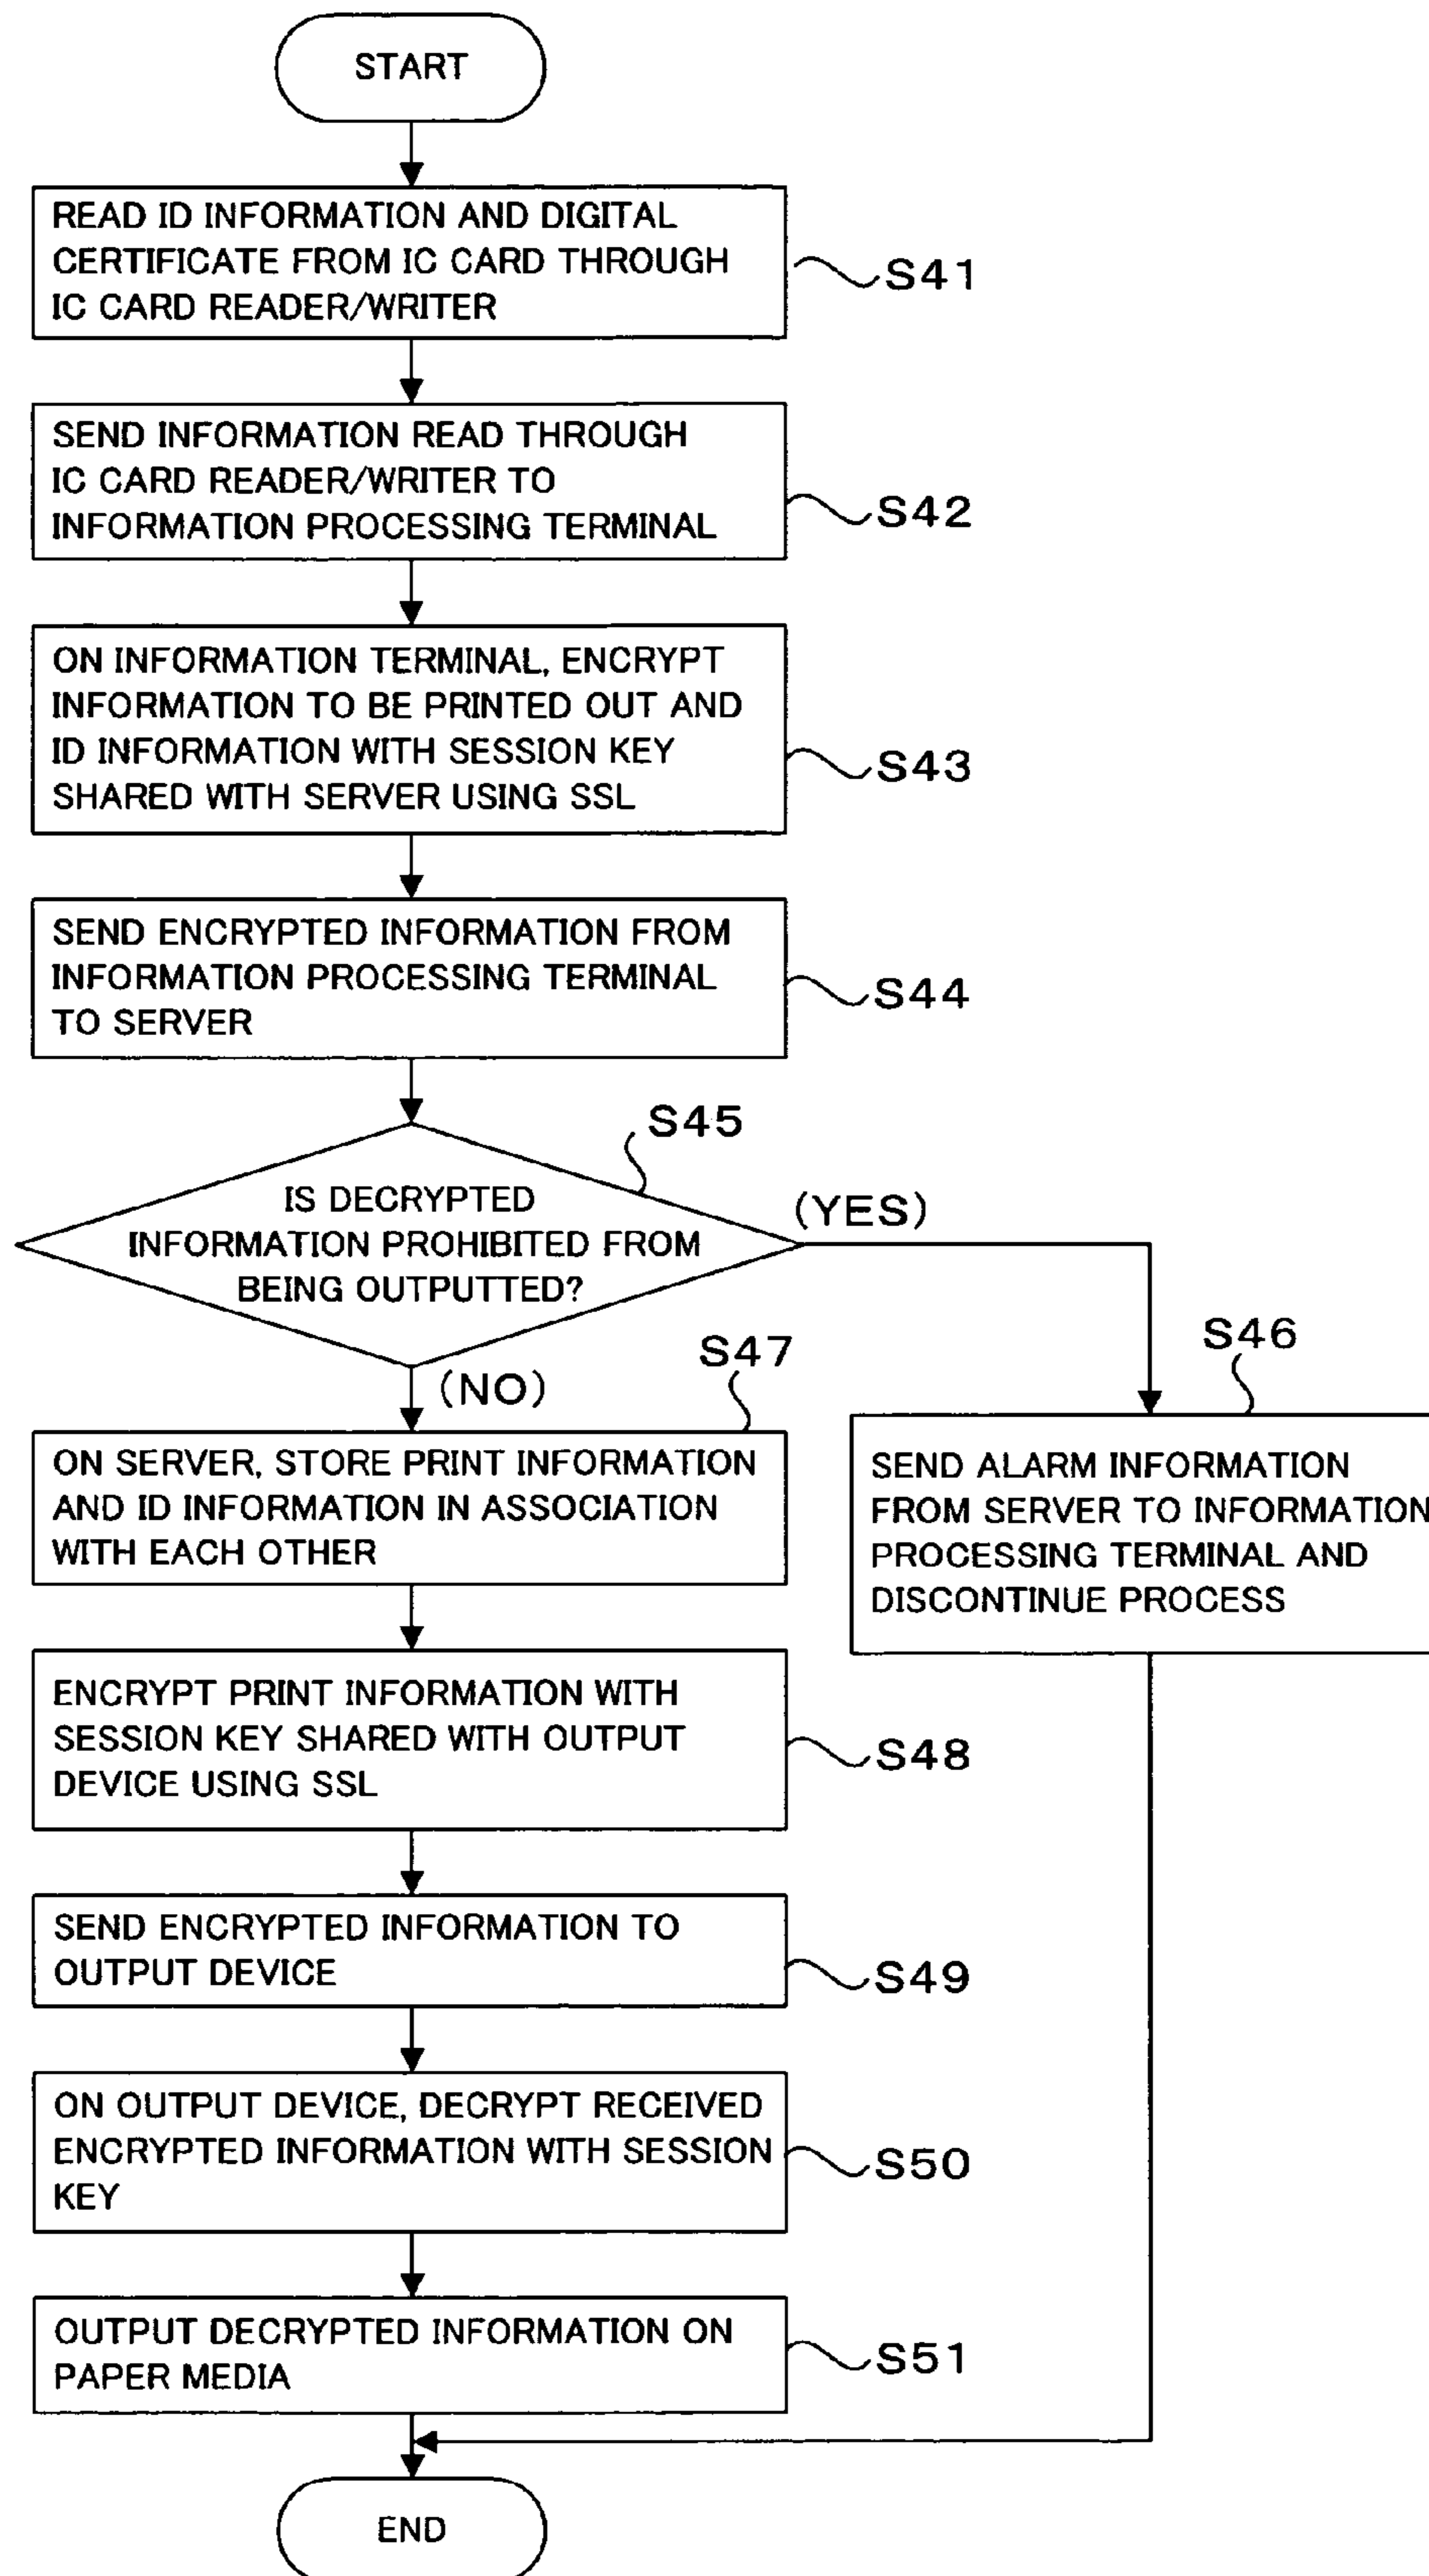 START
READ ID INFORMATION AND DIGITAL
CERTIFICATE FROM IC CARD THROUGH
IC CARD READER/WRITER
S41
SEND INFORMATION READ THROUGH
IC CARD READER/WRITER TO
INFORMATION PROCESSING TERMINAL
S42
ON INFORMATION TERMINAL, ENCRYPT
INFORMATION TO BE PRINTED OUT AND
ID INFORMATION WITH SESSION KEY
SHARED WITH SERVER USING SSL
S43
SEND ENCRYPTED INFORMATION FROM
INFORMATION PROCESSING TERMINAL
TO SERVER
S44
S45
IS DECRYPTED
INFORMATION PROHIBITED FROM
BEING OUTPUTTED?
(YES)
(NO)
S46
SEND ALARM INFORMATION
FROM SERVER TO INFORMATION
PROCESSING TERMINAL AND
DISCONTINUE PROCESS
S47
ON SERVER, STORE PRINT INFORMATION
AND ID INFORMATION IN ASSOCIATION
WITH EACH OTHER
ENCRYPT PRINT INFORMATION WITH
SESSION KEY SHARED WITH OUTPUT
DEVICE USING SSL
S48
SEND ENCRYPTED INFORMATION TO
OUTPUT DEVICE
S49
ON OUTPUT DEVICE, DECRYPT RECEIVED
ENCRYPTED INFORMATION WITH SESSION
KEY
S50
OUTPUT DECRYPTED INFORMATION ON
PAPER MEDIA
S51
END